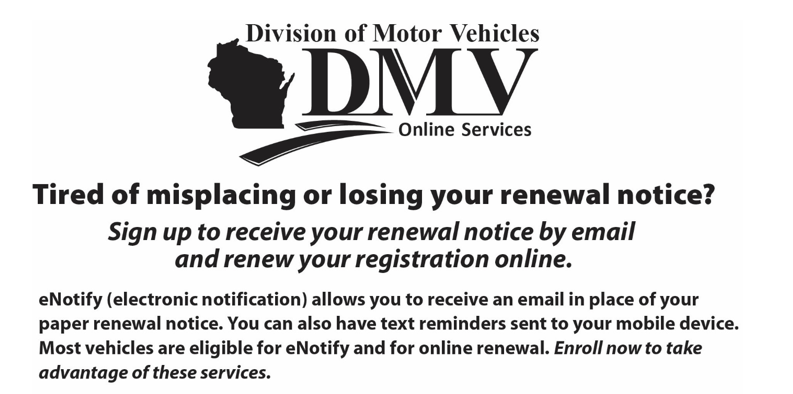 Division of Motor Vehicles
DMV
Online Services
Tired of misplacing or losing your renewal notice?
Sign up to receive your renewal notice by email
and renew your registration online.
eNotify (electronic notification) allows you to receive an email in place of your
paper renewal notice. You can also have text reminders sent to your mobile device.
Most vehicles are eligible for eNotify and for online renewal. Enroll now to take
advantage of these services.